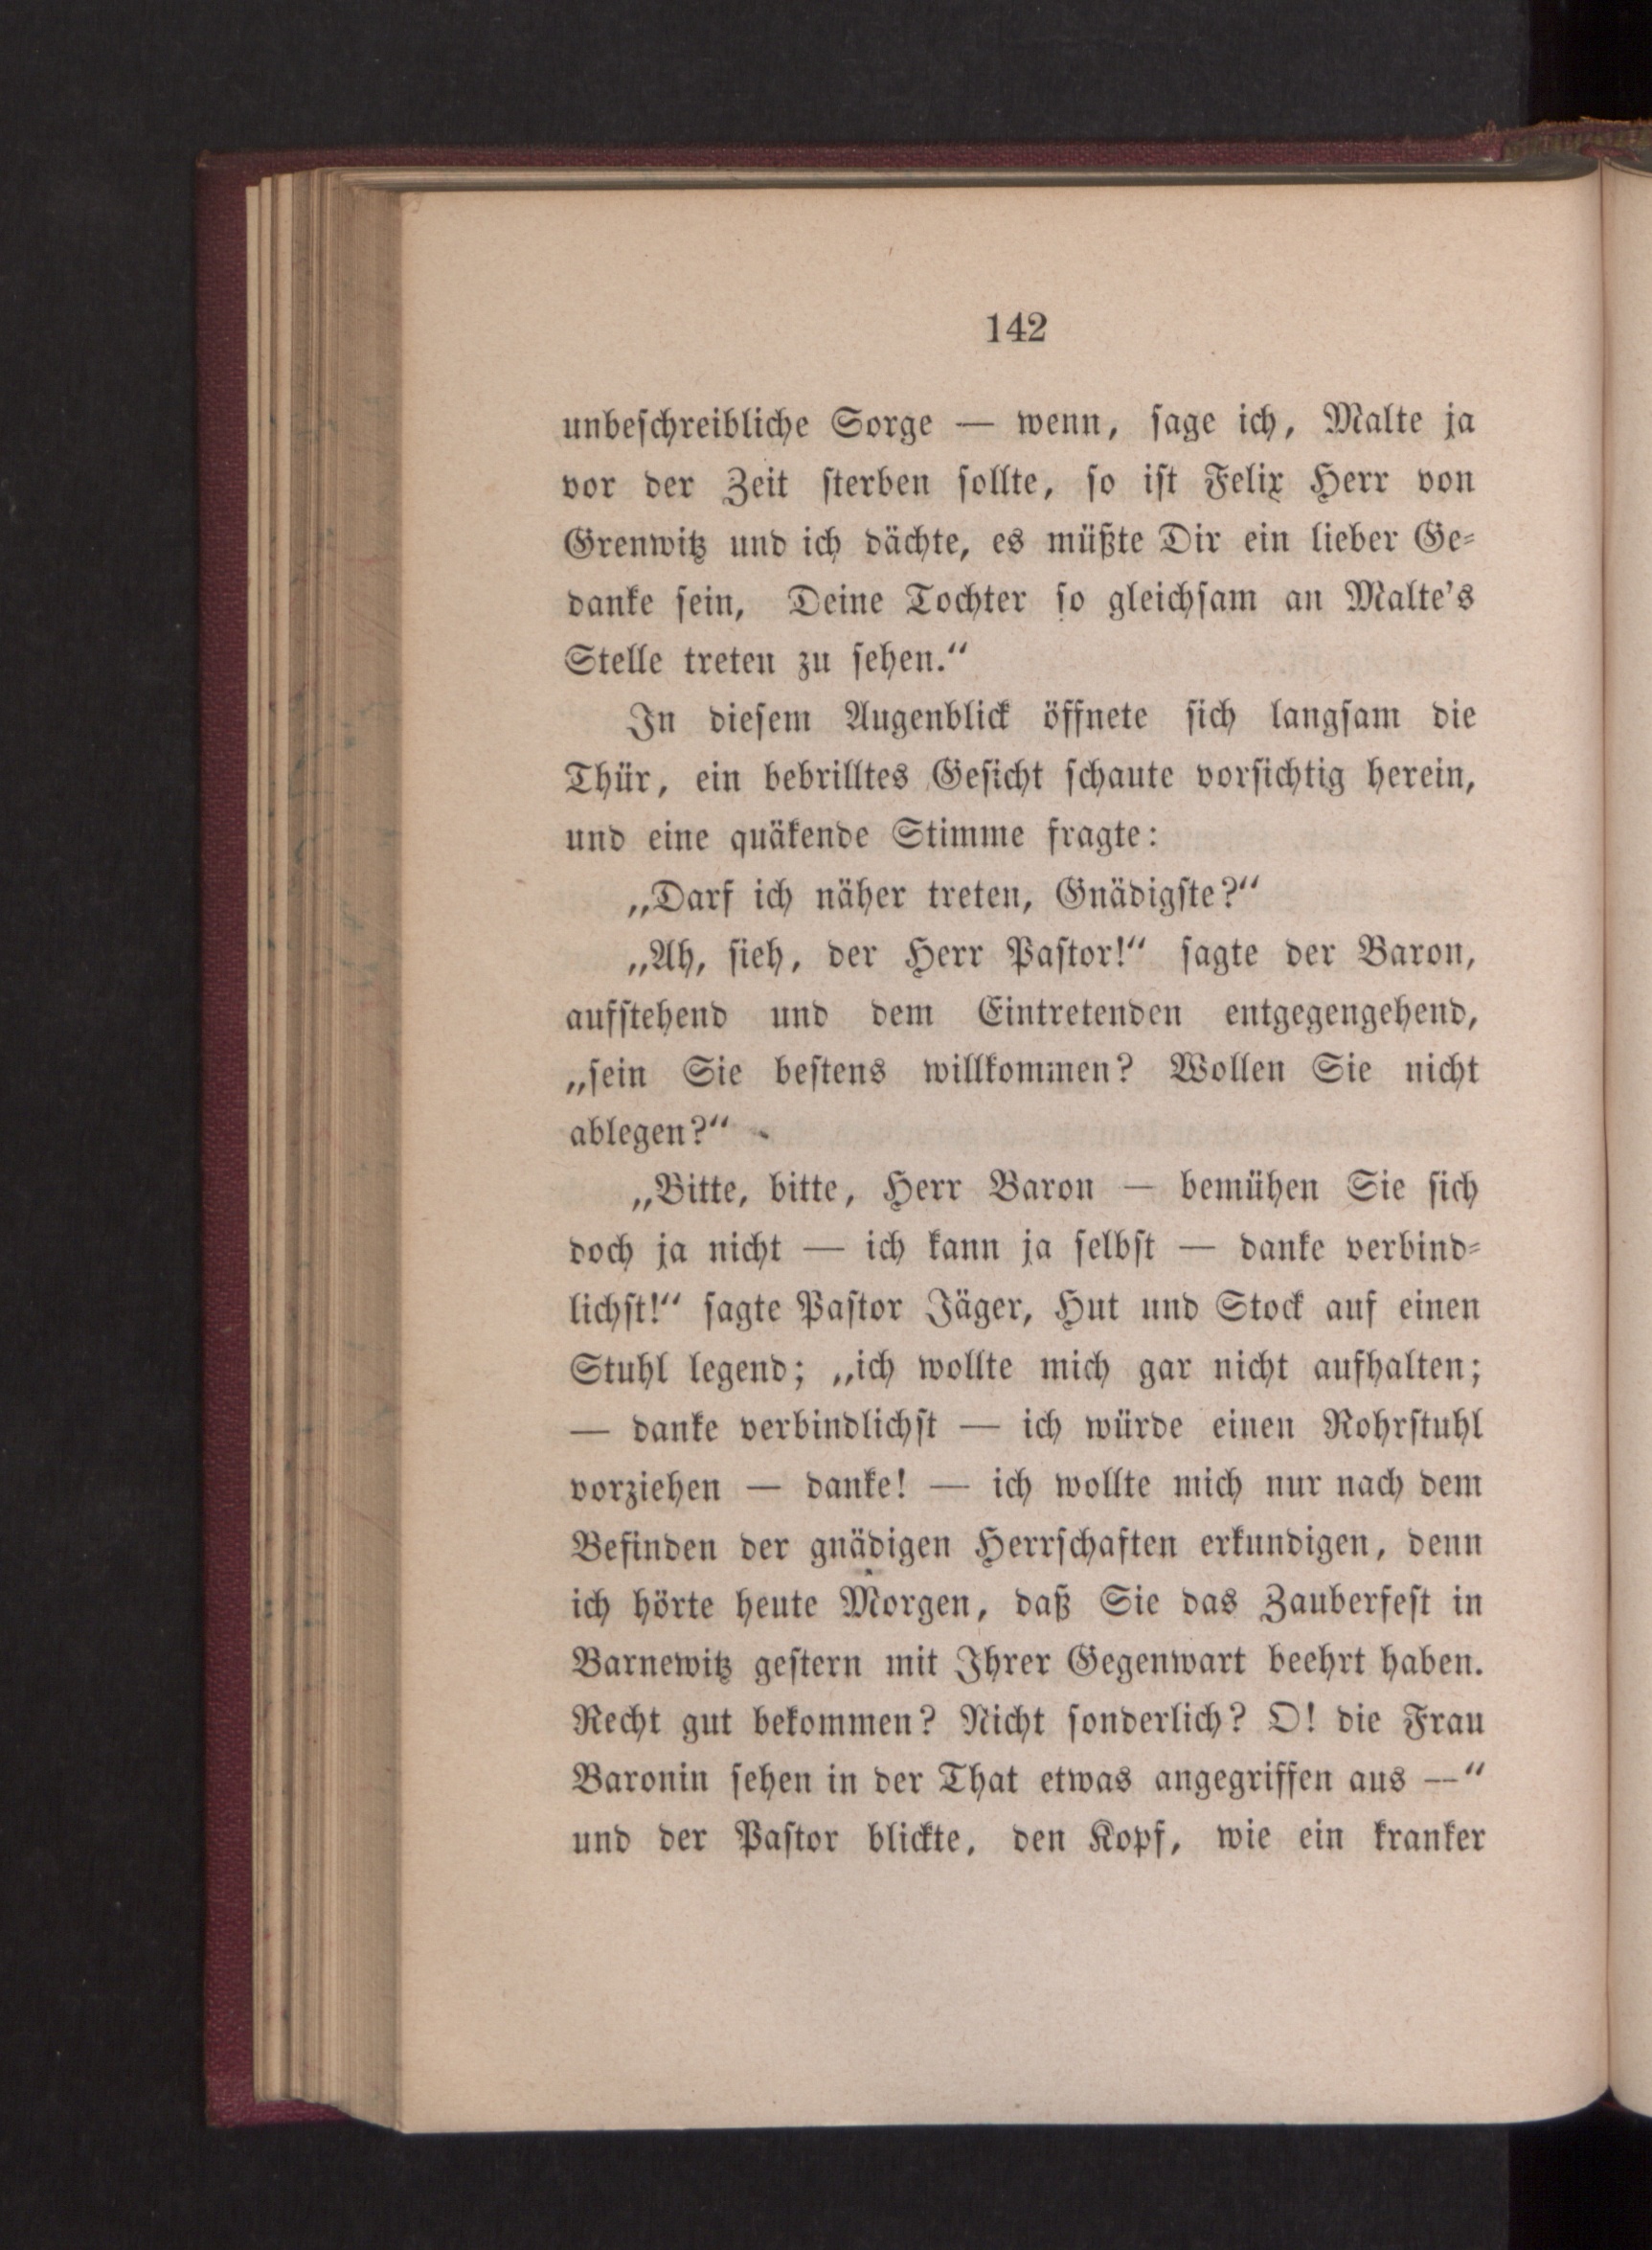 142
unbeschreibliche Sorge — wenn, sage ich, Malte ja
vor der Zeit sterben sollte, so ist Felix Herr von
Grenwitz und ich dächte, es müßte Dir ein lieber Ge-
danke sein, Deine Tochter so gleichsam an Malte's
Stelle treten zu sehen.“
In diesem Augenblick öffnete sich langsam die
Thür, ein bebrilltes Gesicht schaute vorsichtig herein,
und eine quäkende Stimme fragte:
„Darf ich näher treten, Gnädigste?“
„Ah, sieh, der Herr Pastor!“ sagte der Baron,
aufstehend und dem Eintretenden entgegengehend,
„sein Sie bestens willkommen? Wollen Sie nicht
ablegen?“
„Bitte, bitte, Herr Baron — bemühen Sie sich
doch ja nicht — ich kann ja selbst — danke verbind-
lichst!“ sagte Pastor Jäger, Hut und Stock auf einen
Stuhl legend; „ich wollte mich gar nicht aufhalten;
— danke verbindlichst — ich würde einen Rohrstuhl
vorziehen — danke! — ich wollte mich nur nach dem
Befinden der gnädigen Herrschaften erkundigen, denn
ich hörte heute Morgen, daß Sie das Zauberfest in
Barnewitz gestern mit Ihrer Gegenwart beehrt haben.
Recht gut bekommen? Nicht sonderlich? O! die Frau
Baronin sehen in der That etwas angegriffen aus —“
und der Pastor blickte, den Kopf, wie ein kranker